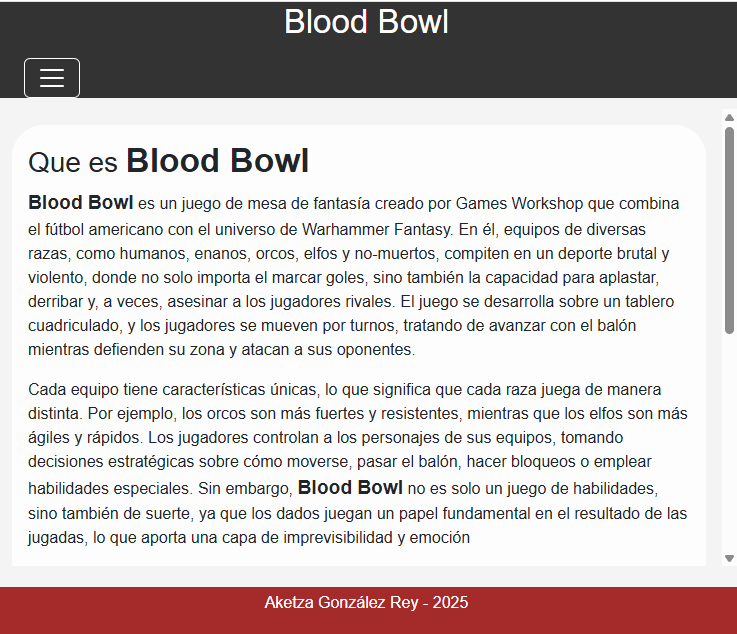 Blood Bowl
Que es Blood Bowl
Blood Bowl es un juego de mesa de fantasía creado por Games Workshop que combina
el fútbol americano con el universo de Warhammer Fantasy. En él, equipos de diversas
razas, como humanos, enanos, orcos, elfos y no-muertos, compiten en un deporte brutal y
violento, donde no solo importa el marcar goles, sino también la capacidad para aplastar,
derribar y, a veces, asesinar a los jugadores rivales. El juego se desarrolla sobre un tablero
cuadriculado, y los jugadores se mueven por turnos, tratando de avanzar con el balón
mientras defienden su zona y atacan a sus oponentes.
Cada equipo tiene características únicas, lo que significa que cada raza juega de manera
distinta. Por ejemplo, los orcos son más fuertes y resistentes, mientras que los elfos son más
ágiles y rápidos. Los jugadores controlan a los personajes de sus equipos, tomando
decisiones estratégicas sobre cómo moverse, pasar el balón, hacer bloqueos o emplear
habilidades especiales. Sin embargo, Blood Bowl no es solo un juego de habilidades,
sino también de suerte, ya que los dados juegan un papel fundamental en el resultado de las
jugadas, lo que aporta una capa de imprevisibilidad y emoción
Aketza González Rey - 2025